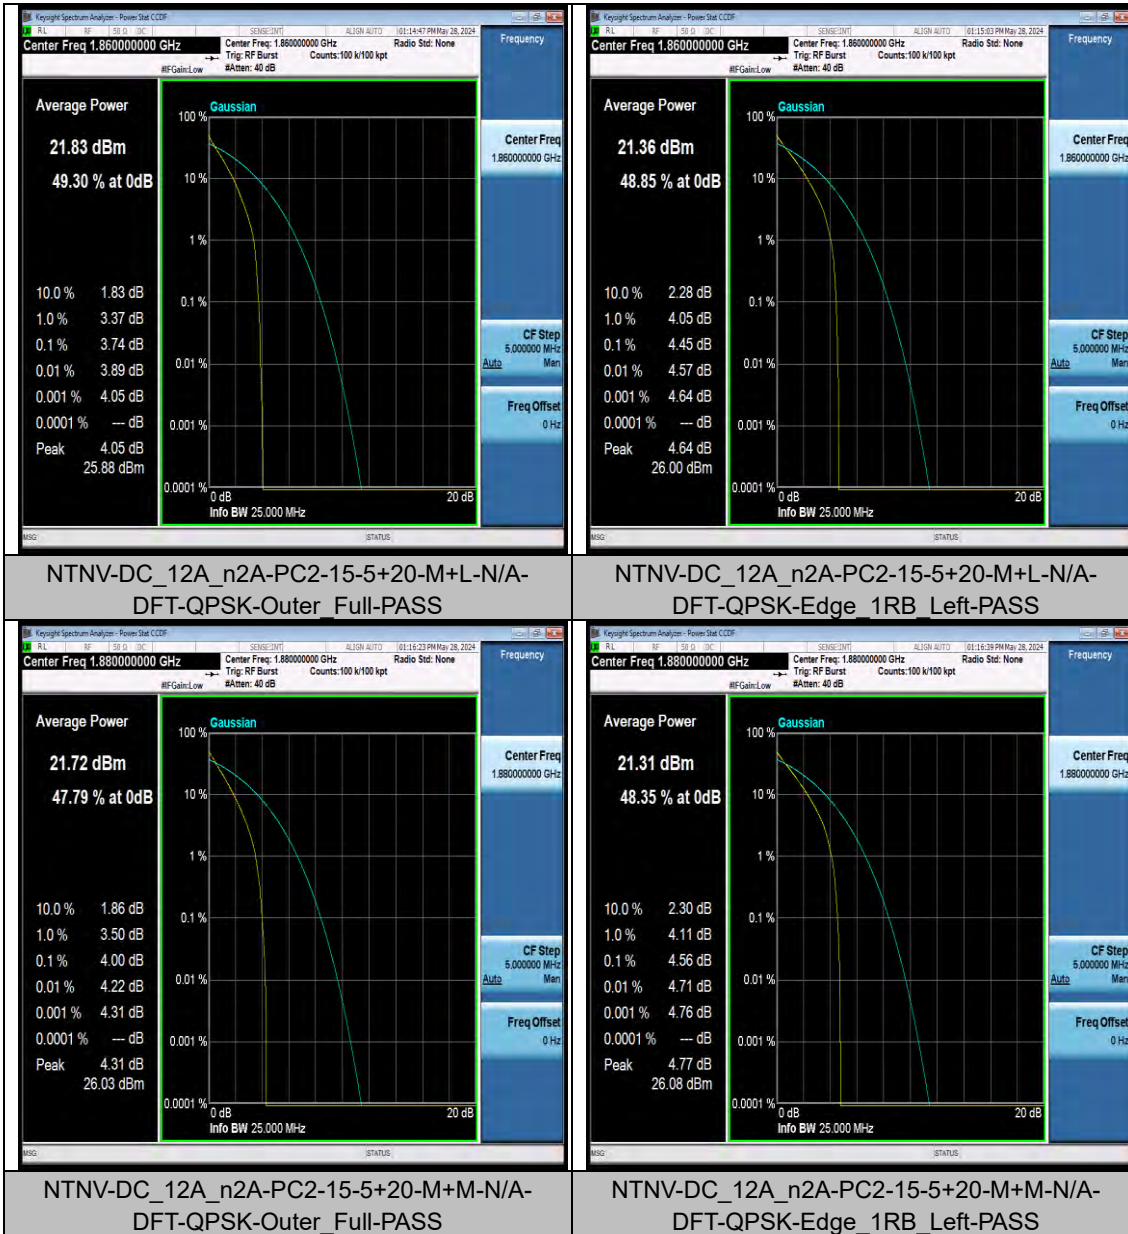 Keysight Spectrum Analyzer - Power Stat CCDF
RL RF 50 Ω DC SENSE:INT ALIGN AUTO 01:14:47 PM May 28, 2024
Center Freq 1.860000000 GHz
Center Freq: 1.860000000 GHz Radio Std: None
Trig: RF Burst Counts:100 k/100 kpt
#IFGain:Low #Atten: 40 dB
Frequency
Average Power
21.83 dBm
49.30 % at 0dB
10.0 % 1.83 dB
1.0 % 3.37 dB
0.1 % 3.74 dB
0.01 % 3.89 dB
0.001 % 4.05 dB
0.0001 % --- dB
Peak 4.05 dB
25.88 dBm
Gaussian
100 %
10 %
1 %
0.1 %
0.01 %
0.001 %
0.0001 %
0 dB 20 dB
Info BW 25.000 MHz
Center Freq
1.860000000 GHz
CF Step
5.000000 MHz
Auto Man
Freq Offset
0 Hz
MSG STATUS
NTNV-DC_12A_n2A-PC2-15-5+20-M+L-N/A-
DFT-QPSK-Outer_Full-PASS
Keysight Spectrum Analyzer - Power Stat CCDF
RL RF 50 Ω DC SENSE:INT ALIGN AUTO 01:15:03 PM May 28, 2024
Center Freq 1.860000000 GHz
Center Freq: 1.860000000 GHz Radio Std: None
Trig: RF Burst Counts:100 k/100 kpt
#IFGain:Low #Atten: 40 dB
Frequency
Average Power
21.36 dBm
48.85 % at 0dB
10.0 % 2.28 dB
1.0 % 4.05 dB
0.1 % 4.45 dB
0.01 % 4.57 dB
0.001 % 4.64 dB
0.0001 % --- dB
Peak 4.64 dB
26.00 dBm
Gaussian
100 %
10 %
1 %
0.1 %
0.01 %
0.001 %
0.0001 %
0 dB 20 dB
Info BW 25.000 MHz
Center Freq
1.860000000 GHz
CF Step
5.000000 MHz
Auto Man
Freq Offset
0 Hz
MSG STATUS
NTNV-DC_12A_n2A-PC2-15-5+20-M+L-N/A-
DFT-QPSK-Edge_1RB_Left-PASS
Keysight Spectrum Analyzer - Power Stat CCDF
RL RF 50 Ω DC SENSE:INT ALIGN AUTO 01:16:23 PM May 28, 2024
Center Freq 1.880000000 GHz
Center Freq: 1.880000000 GHz Radio Std: None
Trig: RF Burst Counts:100 k/100 kpt
#IFGain:Low #Atten: 40 dB
Frequency
Average Power
21.72 dBm
47.79 % at 0dB
10.0 % 1.86 dB
1.0 % 3.50 dB
0.1 % 4.00 dB
0.01 % 4.22 dB
0.001 % 4.31 dB
0.0001 % --- dB
Peak 4.31 dB
26.03 dBm
Gaussian
100 %
10 %
1 %
0.1 %
0.01 %
0.001 %
0.0001 %
0 dB 20 dB
Info BW 25.000 MHz
Center Freq
1.880000000 GHz
CF Step
5.000000 MHz
Auto Man
Freq Offset
0 Hz
MSG STATUS
NTNV-DC_12A_n2A-PC2-15-5+20-M+M-N/A-
DFT-QPSK-Outer_Full-PASS
Keysight Spectrum Analyzer - Power Stat CCDF
RL RF 50 Ω DC SENSE:INT ALIGN AUTO 01:16:39 PM May 28, 2024
Center Freq 1.880000000 GHz
Center Freq: 1.880000000 GHz Radio Std: None
Trig: RF Burst Counts:100 k/100 kpt
#IFGain:Low #Atten: 40 dB
Frequency
Average Power
21.31 dBm
48.35 % at 0dB
10.0 % 2.30 dB
1.0 % 4.11 dB
0.1 % 4.56 dB
0.01 % 4.71 dB
0.001 % 4.76 dB
0.0001 % --- dB
Peak 4.77 dB
26.08 dBm
Gaussian
100 %
10 %
1 %
0.1 %
0.01 %
0.001 %
0.0001 %
0 dB 20 dB
Info BW 25.000 MHz
Center Freq
1.880000000 GHz
CF Step
5.000000 MHz
Auto Man
Freq Offset
0 Hz
MSG STATUS
NTNV-DC_12A_n2A-PC2-15-5+20-M+M-N/A-
DFT-QPSK-Edge_1RB_Left-PASS